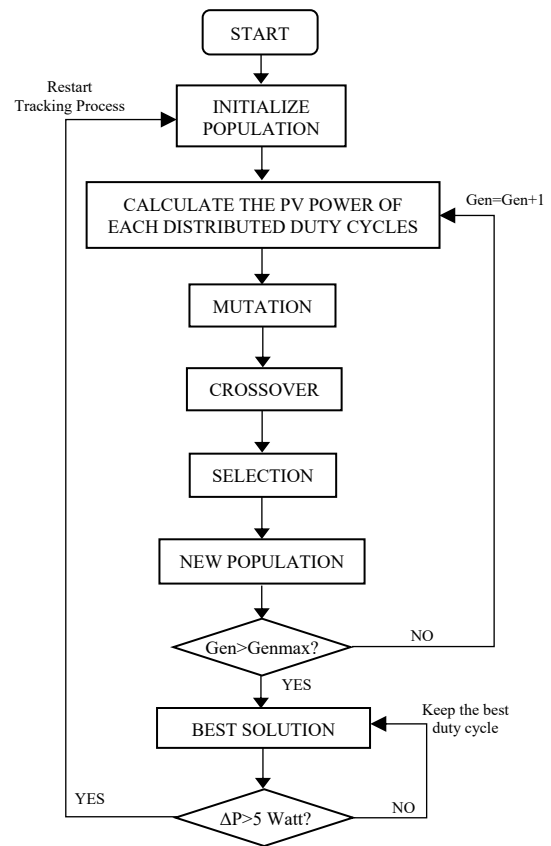 START
Restart
Tracking Process
INITIALIZE
POPULATION
CALCULATE THE PV POWER OF
EACH DISTRIBUTED DUTY CYCLES
Gen=Gen+1
MUTATION
CROSSOVER
SELECTION
NEW POPULATION
Gen>Genmax?
NO
YES
BEST SOLUTION
Keep the best
duty cycle
ΔP>5 Watt?
YES
NO